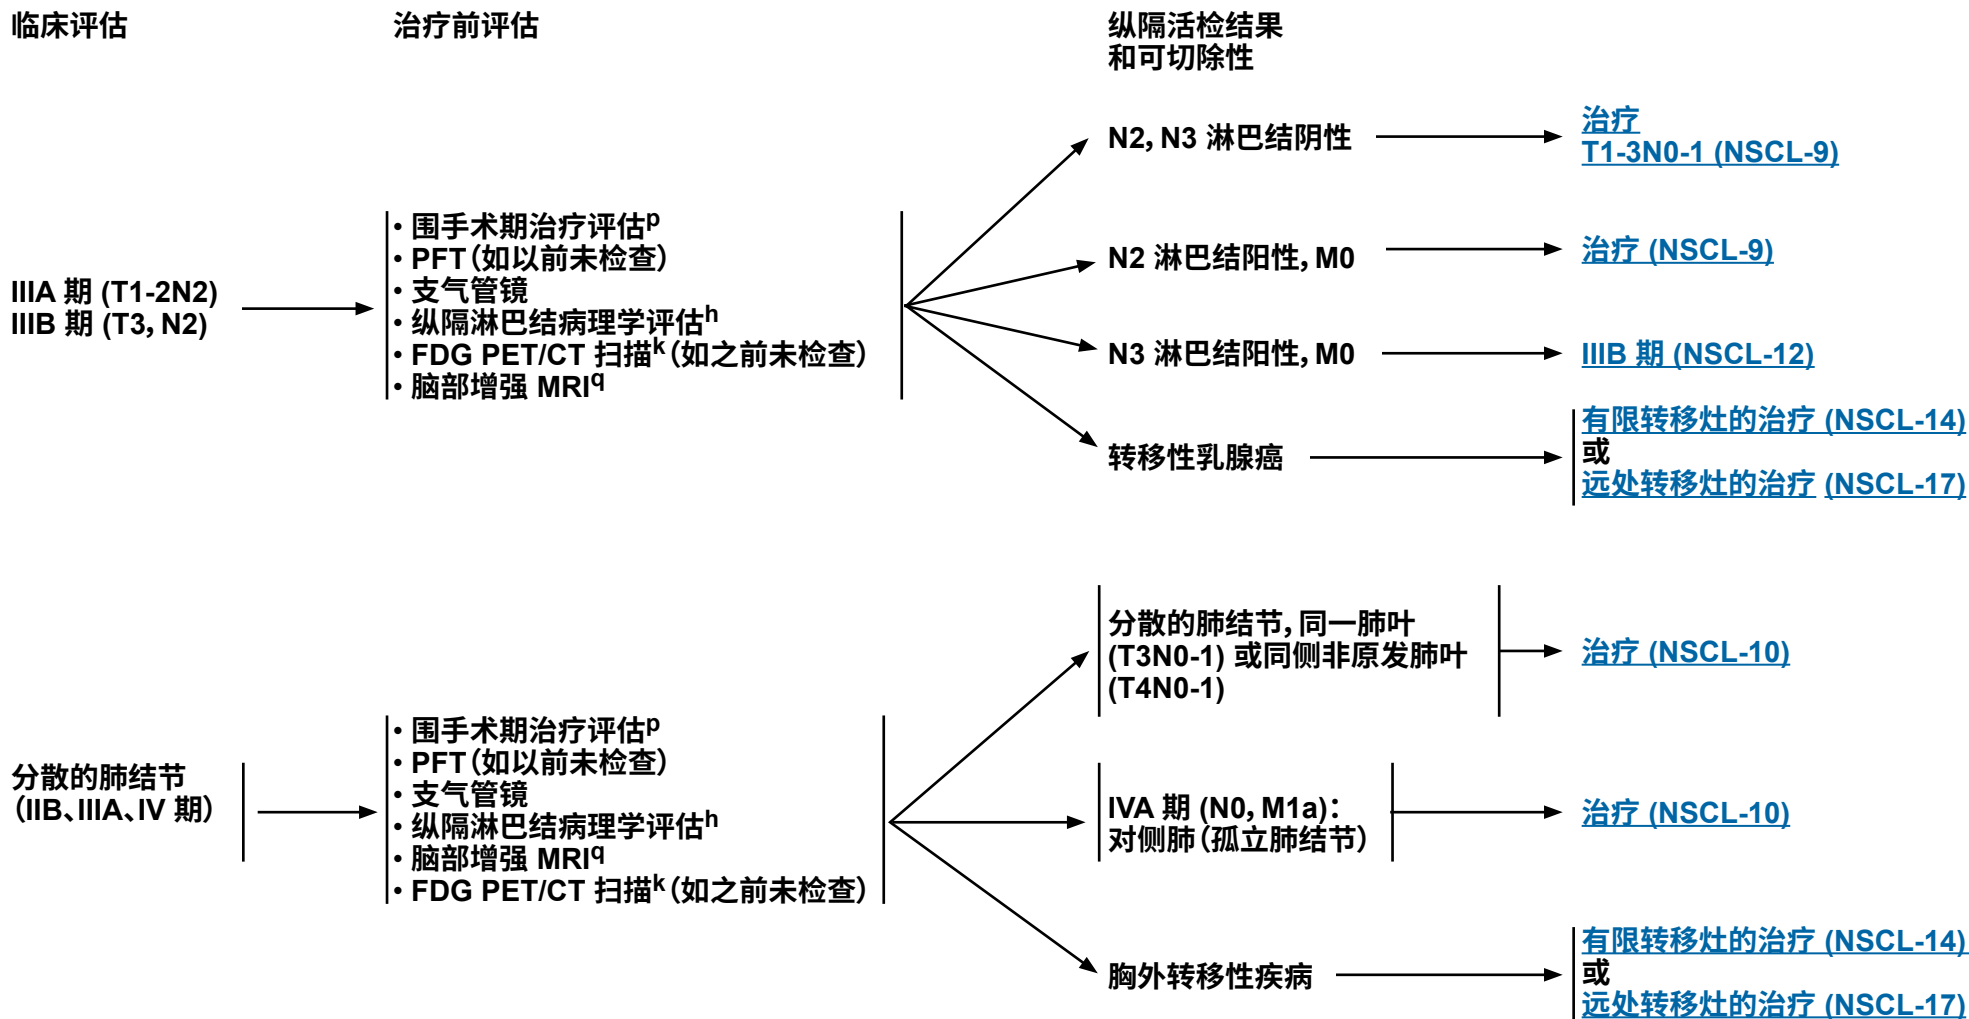 临床评估
治疗前评估
纵隔活检结果
和可切除性
IIIA 期 (T1-2N2)
IIIB 期 (T3, N2)
• 围手术期治疗评估p
• PFT（如以前未检查）
• 支气管镜
• 纵隔淋巴结病理学评估h
• FDG PET/CT 扫描k（如之前未检查）
• 脑部增强 MRIq
N2, N3 淋巴结阴性
治疗
T1-3N0-1 (NSCL-9)
N2 淋巴结阳性, M0
治疗 (NSCL-9)
N3 淋巴结阳性, M0
IIIB 期 (NSCL-12)
转移性乳腺癌
有限转移灶的治疗 (NSCL-14)
或
远处转移灶的治疗 (NSCL-17)
分散的肺结节
（IIB、IIIA、IV 期）
• 围手术期治疗评估p
• PFT（如以前未检查）
• 支气管镜
• 纵隔淋巴结病理学评估h
• 脑部增强 MRIq
• FDG PET/CT 扫描k（如之前未检查）
分散的肺结节, 同一肺叶
(T3N0-1) 或同侧非原发肺叶
(T4N0-1)
治疗 (NSCL-10)
IVA 期 (N0, M1a)：
对侧肺（孤立肺结节）
治疗 (NSCL-10)
胸外转移性疾病
有限转移灶的治疗 (NSCL-14)
或
远处转移灶的治疗 (NSCL-17)